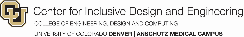 Center for Inclusive Design and Engineering
COLLEGE OF ENGINEERING, DESIGN AND COMPUTING
UNIVERSITY OF COLORADO DENVER | ANSCHUTZ MEDICAL CAMPUS